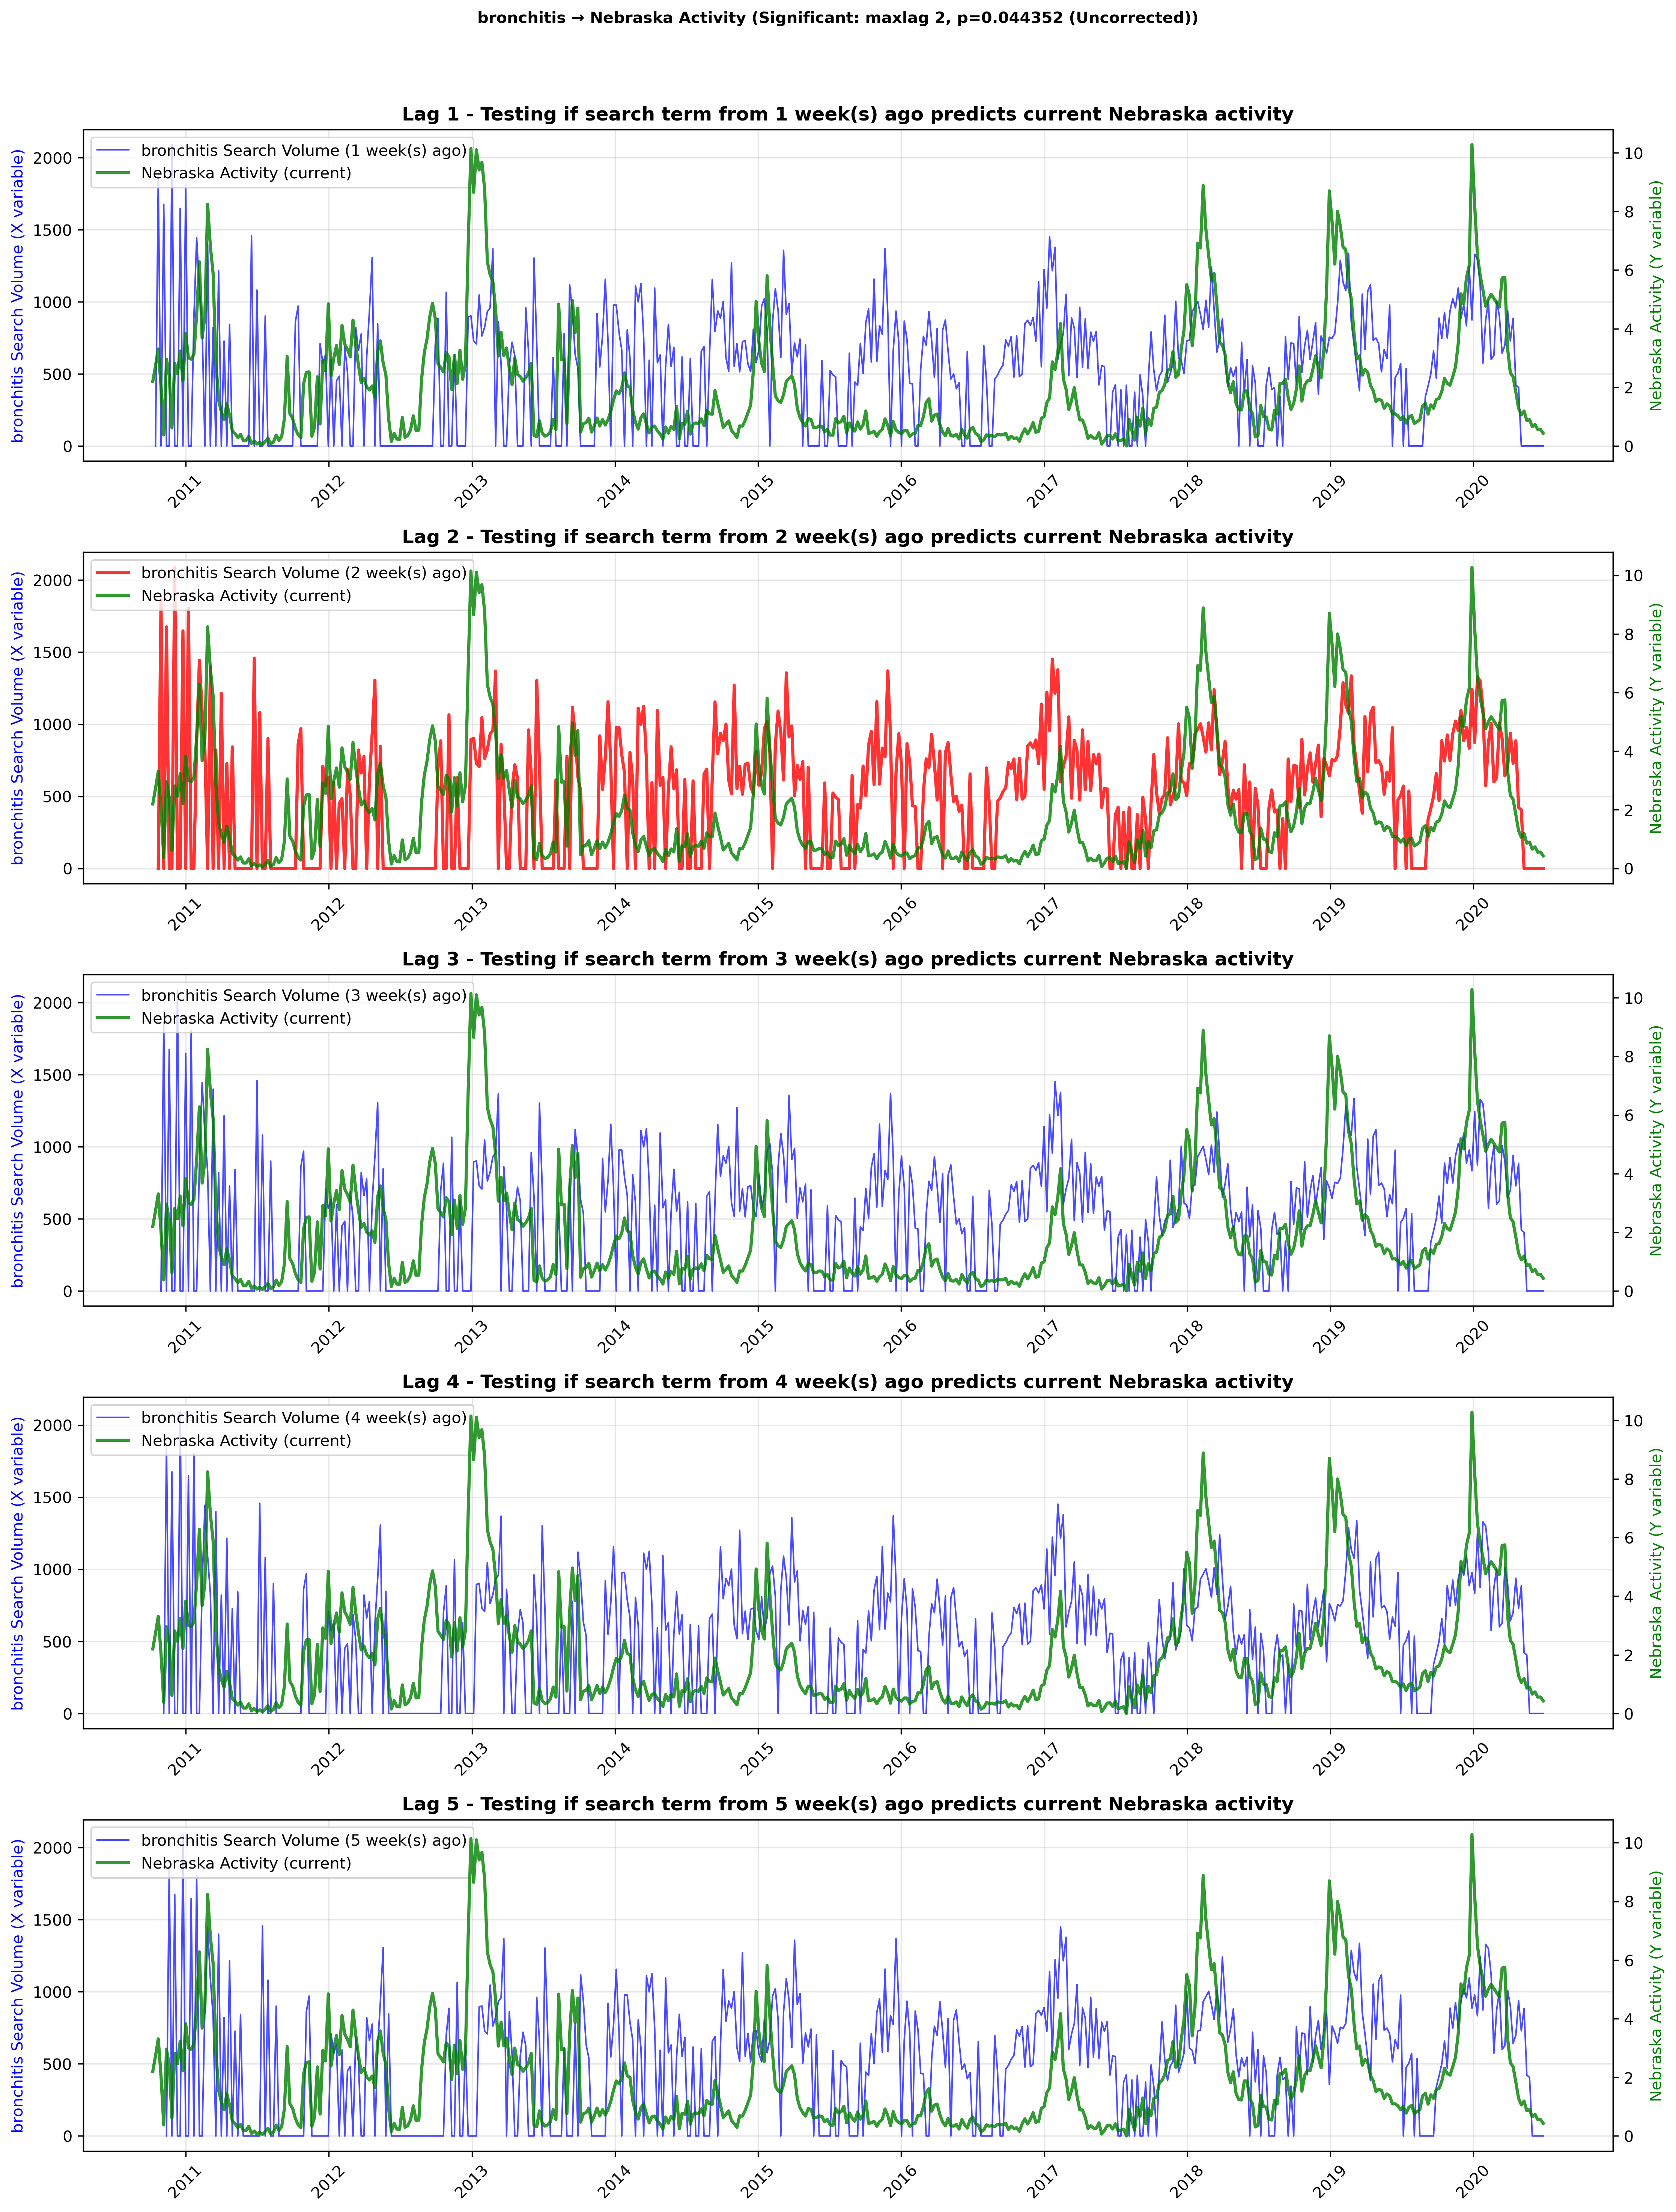 bronchitis → Nebraska Activity (Significant: maxlag 2, p=0.044352 (Uncorrected))
Lag 1 - Testing if search term from 1 week(s) ago predicts current Nebraska activity
bronchitis Search Volume (1 week(s) ago)
Nebraska Activity (current)
bronchitis Search Volume (X variable)
2000
1500
1000
500
0
Nebraska Activity (Y variable)
10
8
6
4
2
0
2011 2012 2013 2014 2015 2016 2017 2018 2019 2020
Lag 2 - Testing if search term from 2 week(s) ago predicts current Nebraska activity
bronchitis Search Volume (2 week(s) ago)
Nebraska Activity (current)
bronchitis Search Volume (X variable)
2000
1500
1000
500
0
Nebraska Activity (Y variable)
10
8
6
4
2
0
2011 2012 2013 2014 2015 2016 2017 2018 2019 2020
Lag 3 - Testing if search term from 3 week(s) ago predicts current Nebraska activity
bronchitis Search Volume (3 week(s) ago)
Nebraska Activity (current)
bronchitis Search Volume (X variable)
2000
1500
1000
500
0
Nebraska Activity (Y variable)
10
8
6
4
2
0
2011 2012 2013 2014 2015 2016 2017 2018 2019 2020
Lag 4 - Testing if search term from 4 week(s) ago predicts current Nebraska activity
bronchitis Search Volume (4 week(s) ago)
Nebraska Activity (current)
bronchitis Search Volume (X variable)
2000
1500
1000
500
0
Nebraska Activity (Y variable)
10
8
6
4
2
0
2011 2012 2013 2014 2015 2016 2017 2018 2019 2020
Lag 5 - Testing if search term from 5 week(s) ago predicts current Nebraska activity
bronchitis Search Volume (5 week(s) ago)
Nebraska Activity (current)
bronchitis Search Volume (X variable)
2000
1500
1000
500
0
Nebraska Activity (Y variable)
10
8
6
4
2
0
2011 2012 2013 2014 2015 2016 2017 2018 2019 2020